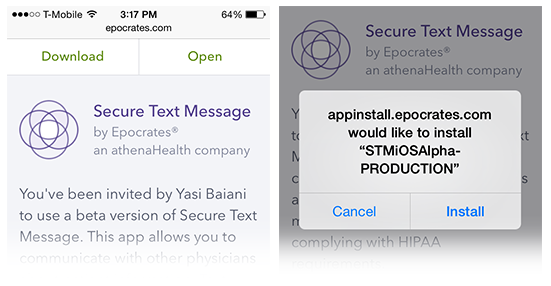 ●●●○○ T-Mobile 3:17 PM 64%
epocrates.com
Download Open
Secure Text Message
by Epocrates®
an athenaHealth company
You've been invited by Yasi Baiani
to use a beta version of Secure Text
Message. This app allows you to
communicate with other physicians
Secure Text Message
by Epocrates®
an athenaHealth company
appinstall.epocrates.com
would like to install
“STMiOSAlpha-
PRODUCTION”
Cancel Install
complying with HIPAA